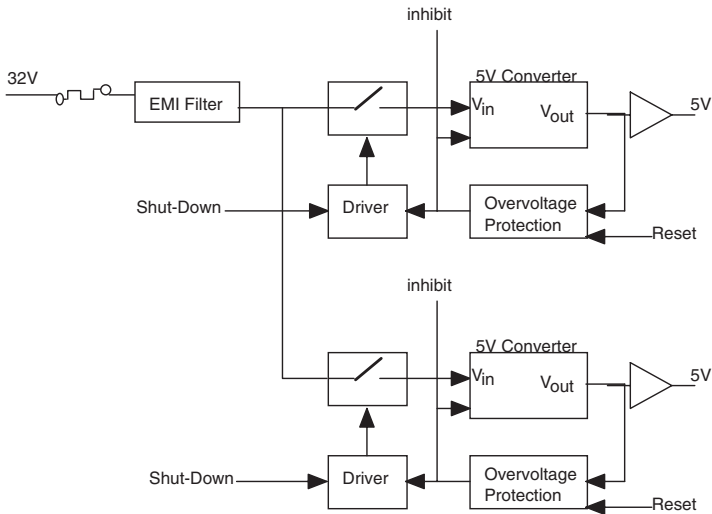 inhibit
32V
EMI Filter
5V Converter
Vin
Vout
5V
Shut-Down
Driver
Overvoltage
Protection
Reset
inhibit
5V Converter
Vin
Vout
5V
Shut-Down
Driver
Overvoltage
Protection
Reset